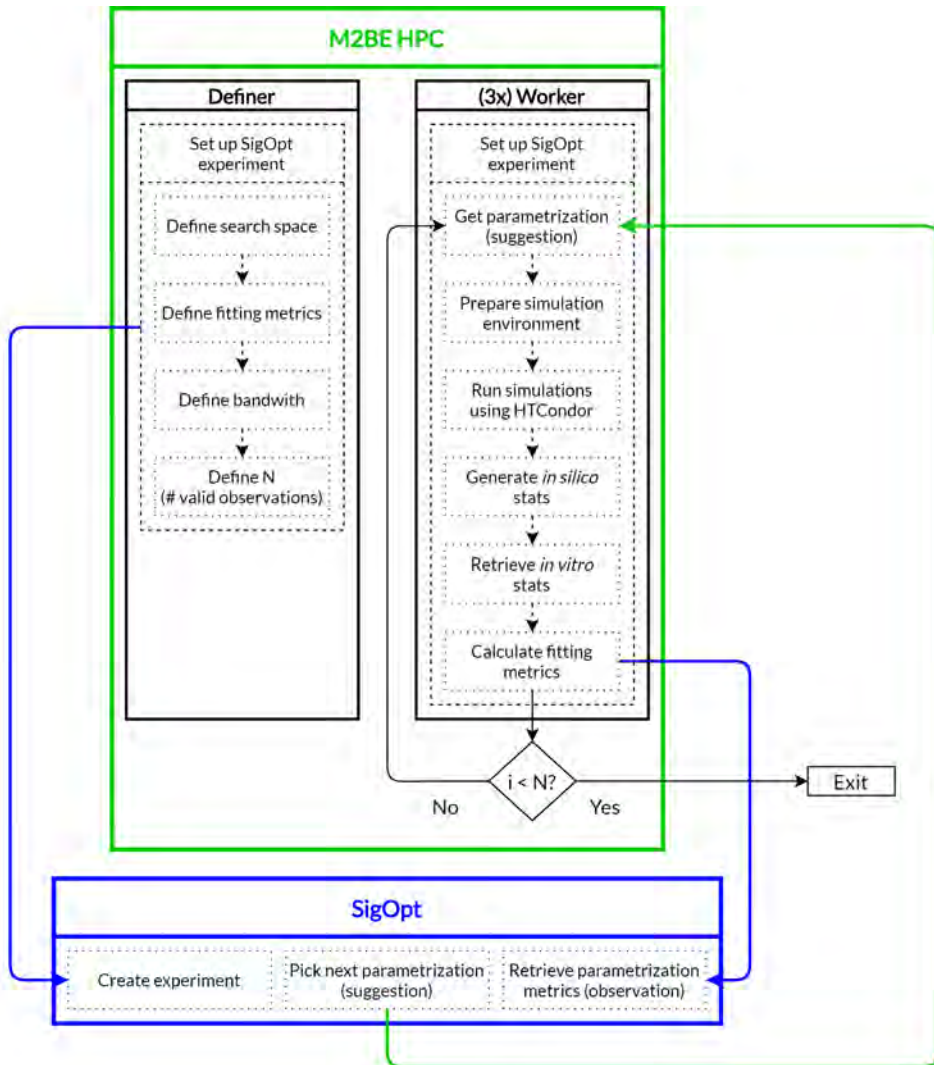 M2BE HPC
Definer
Set up SigOpt
experiment
Define search space
Define fitting metrics
Define bandwith
Define N
(# valid observations)
(3x) Worker
Set up SigOpt
experiment
Get parametrization
(suggestion)
Prepare simulation
environment
Run simulations
using HTCondor
Generate in silico
stats
Retrieve in vitro
stats
Calculate fitting
metrics
i < N?
No
Yes
Exit
SigOpt
Create experiment
Pick next parametrization
(suggestion)
Retrieve parametrization
metrics (observation)